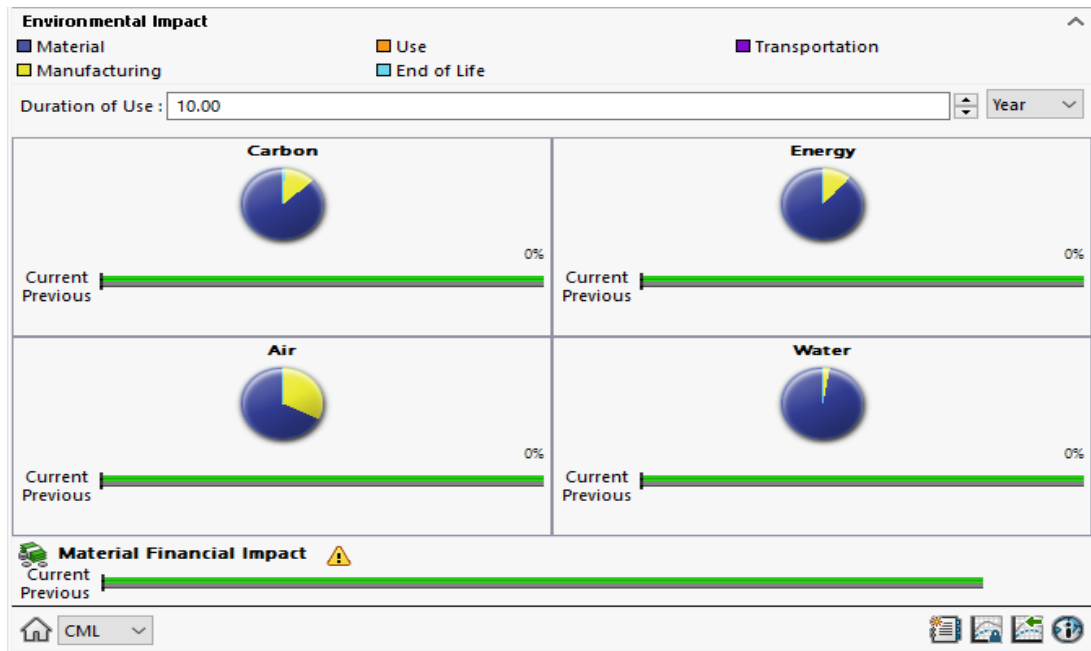 Environmental Impact
Material Use Transportation
Manufacturing End of Life
Duration of Use : 10.00 Year
Carbon Energy
0% 0%
Current Current
Previous Previous
Air Water
0% 0%
Current Current
Previous Previous
Material Financial Impact
Current
Previous
CML